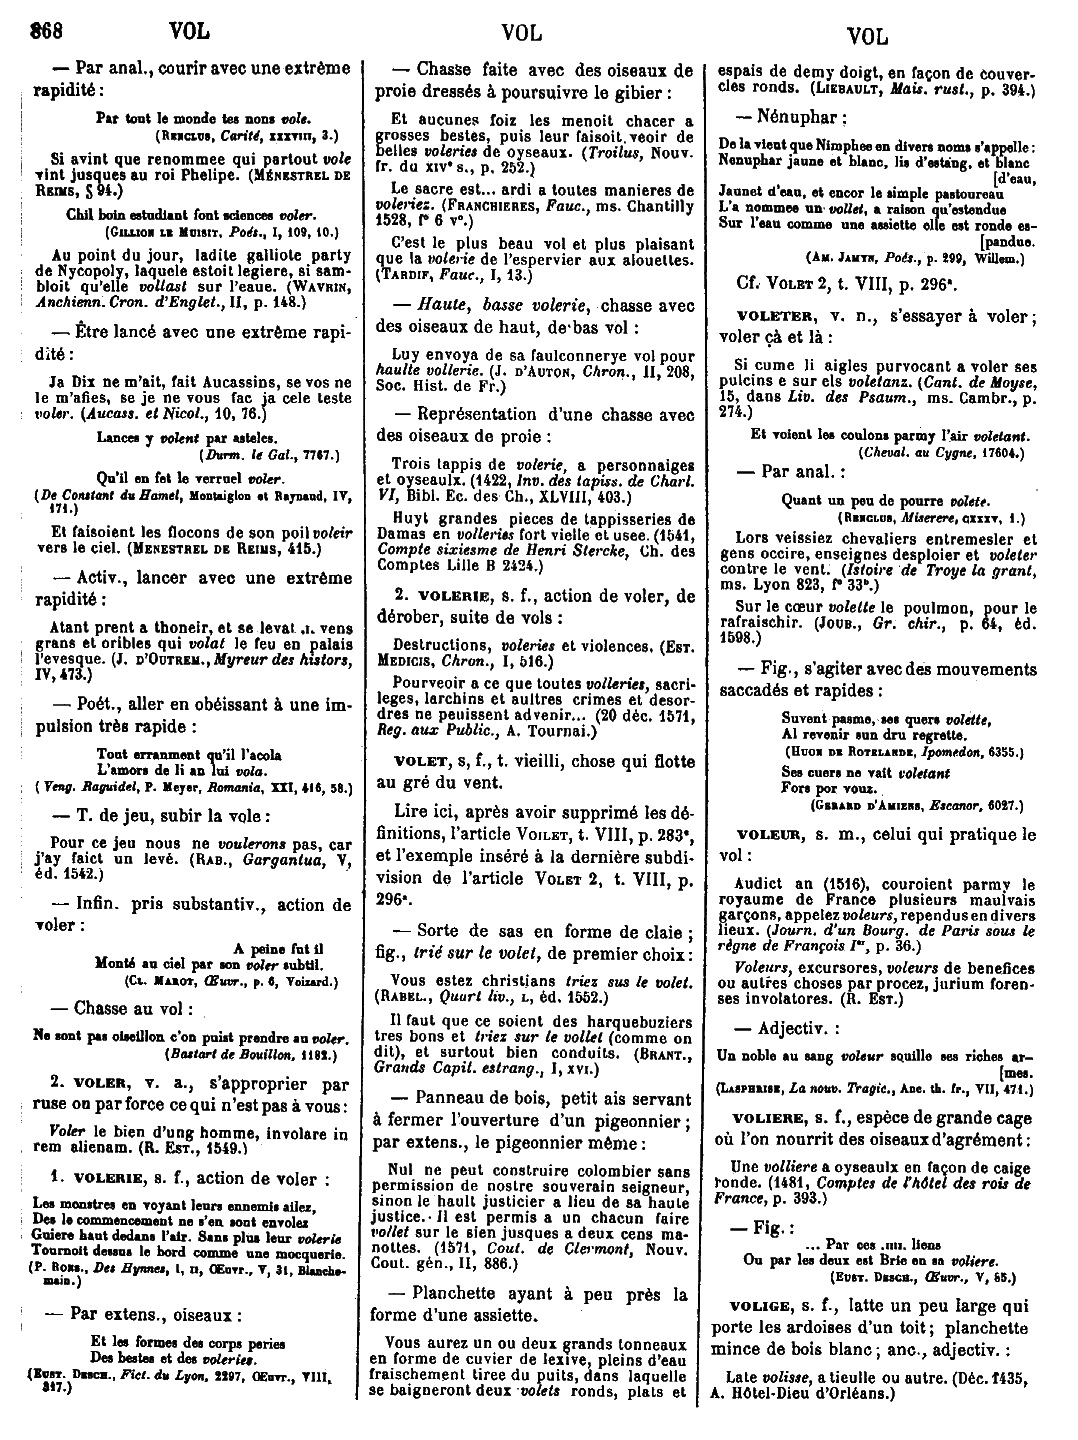 868 VOL VOL VOL
— Par anal., courir avec une extrême
rapidité :
Par tout le monde tes nons vole.
(Renclus, Carité, xxxviii, 3.)
Si avint que renommee qui partout vole
vint jusques au roi Phelipe. (Ménestrel de
Reims, § 94.)
Chil boin estudiant font sciences voler.
(Gillion le Muisit, Poés., I, 109, 10.)
Au point du jour, ladite galliote party
de Nycopoly, laquele estoit legiere, si sam-
bloit qu'elle vollast sur l'eaue. (Wavrin,
Anchienn. Cron. d'Englet., II, p. 148.)
— Être lancé avec une extrême rapi-
dité :
Ja Dix ne m'ait, fait Aucassins, se vos ne
le m'afies, se je ne vous fac ja cele teste
voler. (Aucass. et Nicol., 10, 76.)
Lances y volent par asteles.
(Durm. le Gal., 7767.)
Qu'il en fet le verruel voler.
(De Constant du Hamel, Montaiglon et Raynaud, IV,
171.)
Et faisoient les flocons de son poil voleir
vers le ciel. (Menestrel de Reims, 415.)
— Activ., lancer avec une extrême
rapidité :
Atant prent a thoneir, et se levat .i. vens
grans et oribles qui volat le feu en palais
l'evesque. (J. d'Outrem., Myreur des histors,
IV, 473.)
— Poét., aller en obéissant à une im-
pulsion très rapide :
Tout erranment qu'il l'acola
L'amors de li an lui vola.
(Veng. Raguidel, P. Meyer, Romania, XXI, 416, 58.)
— T. de jeu, subir la vole :
Pour ce jeu nous ne voulerons pas, car
j'ay faict un levé. (Rab., Gargantua, V,
éd. 1542.)
— Infin. pris substantiv., action de
voler :
A peine fut il
Monté au ciel par son voler subtil.
(Cl. Marot, Œuvr., p. 6, Voizard.)
— Chasse au vol :
Ne sont pas oiseillon c'on puist prendre au voler.
(Bastart de Bouillon, 1182.)
2. VOLER, v. a., s'approprier par
ruse ou par force ce qui n'est pas à vous :
Voler le bien d'ung homme, involare in
rem alienam. (R. Est., 1549.)
1. VOLERIE, s. f., action de voler :
Les monstres en voyant leurs ennemis ailez,
Des le commencement ne s'en sont envolez
Guiere hault dedans l'air. Sans plus leur volerie
Tournoit dessus le bord comme une mocquerie.
(P. Rons., Des Hynnes, I, II, Œuvr., V, 31, Blanche-
main.)
— Par extens., oiseaux :
Et les formes des corps peries
Des bestes et des voleries.
(Eust. Desch., Fict. du Lyon, 2297, Œuvr., VIII,
317.)
— Chasse faite avec des oiseaux de
proie dressés à poursuivre le gibier :
Et aucunes foiz les menoit chacer a
grosses bestes, puis leur faisoit veoir de
belles voleries de oyseaux. (Troilus, Nouv.
fr. du xiv° s., p. 252.)
Le sacre est... ardi a toutes manieres de
voleriez. (Franchieres, Fauc., ms. Chantilly
1528, f° 6 v°.)
C'est le plus beau vol et plus plaisant
que la volerie de l'espervier aux alouettes.
(Tardif, Fauc., I, 13.)
— Haute, basse volerie, chasse avec
des oiseaux de haut, de bas vol :
Luy envoya de sa faulconnerye vol pour
haulte vollerie. (J. d'Auton, Chron., II, 208,
Soc. Hist. de Fr.)
— Représentation d'une chasse avec
des oiseaux de proie :
Trois tappis de volerie, a personnaiges
et oyseaulx. (1422, Inv. des tapiss. de Charl.
VI, Bibl. Ec. des Ch., XLVIII, 403.)
Huyt grandes pieces de tappisseries de
Damas en volleries fort vielle et usee. (1541,
Compte sixiesme de Henri Stercke, Ch. des
Comptes Lille B 2424.)
2. VOLERIE, s. f., action de voler, de
dérober, suite de vols :
Destructions, voleries et violences. (Est.
Medicis, Chron., I, 516.)
Pourveoir a ce que toutes volleries, sacri-
leges, larchins et aultres crimes et desor-
dres ne peuissent advenir... (20 déc. 1571,
Reg. aux Public., A. Tournai.)
VOLET, s, f., t. vieilli, chose qui flotte
au gré du vent.
Lire ici, après avoir supprimé les dé-
finitions, l'article Voilet, t. VIII, p. 283ᵃ,
et l'exemple inséré à la dernière subdi-
vision de l'article Volet 2, t. VIII, p.
296ᵃ.
— Sorte de sas en forme de claie ;
fig., trié sur le volet, de premier choix :
Vous estez christians triez sus le volet.
(Rabel., Quart liv., L, éd. 1552.)
Il faut que ce soient des harquebuziers
tres bons et triez sur le vollet (comme on
dit), et surtout bien conduits. (Brant.,
Grands Capit. estrang., I, xvi.)
— Panneau de bois, petit ais servant
à fermer l'ouverture d'un pigeonnier ;
par extens., le pigeonnier même :
Nul ne peut construire colombier sans
permission de nostre souverain seigneur,
sinon le hault justicier a lieu de sa haute
justice. Il est permis a un chacun faire
vollet sur le sien jusques a deux cens ma-
nottes. (1571, Cout. de Clermont, Nouv.
Cout. gén., II, 886.)
— Planchette ayant à peu près la
forme d'une assiette.
Vous aurez un ou deux grands tonneaux
en forme de cuvier de lexive, pleins d'eau
fraischement tiree du puits, dans laquelle
se baigneront deux volets ronds, plats et
espais de demy doigt, en façon de couver-
cles ronds. (Liebault, Mais. rust., p. 394.)
— Nénuphar :
De la vient que Nimphee en divers noms s'appelle :
Nenuphar jaune et blanc, lis d'estang, et blanc
[d'eau,
Jaunet d'eau, et encor le simple pastoureau
L'a nommee un vollet, a raison qu'estendue
Sur l'eau comme une assiette elle est ronde es-
[pandue.
(Am. Jamyn, Poés., p. 299, Willem.)
Cf. Volet 2, t. VIII, p. 296ᵃ.
VOLETER, v. n., s'essayer à voler ;
voler çà et là :
Si cume li aigles purvocant a voler ses
pulcins e sur els voletanz. (Cant. de Moyse,
15, dans Liv. des Psaum., ms. Cambr., p.
274.)
Et voient les coulons parmy l'air voletant.
(Cheval. au Cygne, 17604.)
— Par anal. :
Quant un peu de pourre volete.
(Renclus, Miserere, cxxxv, 1.)
Lors veissiez chevaliers entremesler et
gens occire, enseignes desploier et voleter
contre le vent. (Istoire de Troye la grant,
ms. Lyon 823, f° 33ᵇ.)
Sur le cœur volette le poulmon, pour le
rafraischir. (Joub., Gr. chir., p. 64, éd.
1598.)
— Fig., s'agiter avec des mouvements
saccadés et rapides :
Suvent pasme, ses quers volette,
Al revenir sun dru regrette.
(Huon de Rotelande, Ipomedon, 6355.)
Ses cuers ne vait voletant
Fors por vouz.
(Gerard d'Amiens, Escanor, 6027.)
VOLEUR, s. m., celui qui pratique le
vol :
Audict an (1516), couroient parmy le
royaume de France plusieurs maulvais
garçons, appelez voleurs, rependus en divers
lieux. (Journ. d'un Bourg. de Paris sous le
règne de François Iᵉʳ, p. 36.)
Voleurs, excursores, voleurs de benefices
ou autres choses par procez, jurium foren-
ses involatores. (R. Est.)
— Adjectiv. :
Un noble au sang voleur squille ses riches ar-
[mes.
(Lasphrise, La nouv. Tragic., Anc. th. fr., VII, 471.)
VOLIERE, s. f., espèce de grande cage
où l'on nourrit des oiseaux d'agrément :
Une volliere a oyseaulx en façon de caige
ronde. (1481, Comptes de l'hôtel des rois de
France, p. 393.)
— Fig. :
... Par ces .iiii. liens
Ou par les deux est Brie en sa voliere.
(Eust. Desch., Œuvr., V, 65.)
VOLIGE, s. f., latte un peu large qui
porte les ardoises d'un toit ; planchette
mince de bois blanc ; anc., adjectiv. :
Late volisse, a tieulle ou autre. (Déc. 1435,
A. Hôtel-Dieu d'Orléans.)